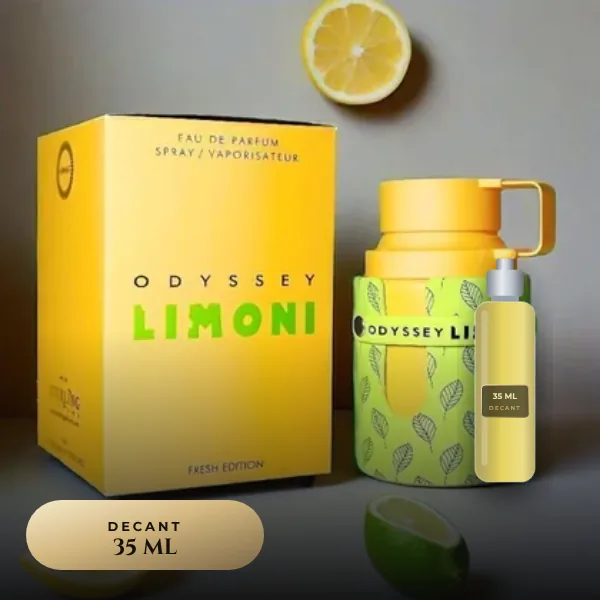 EAU DE PARFUM
SPRAY / VAPORISATEUR
ODYSSEY
LIMONI
FRESH EDITION
ODYSSEY LI
35 ML
DECANT
DECANT
35 ML